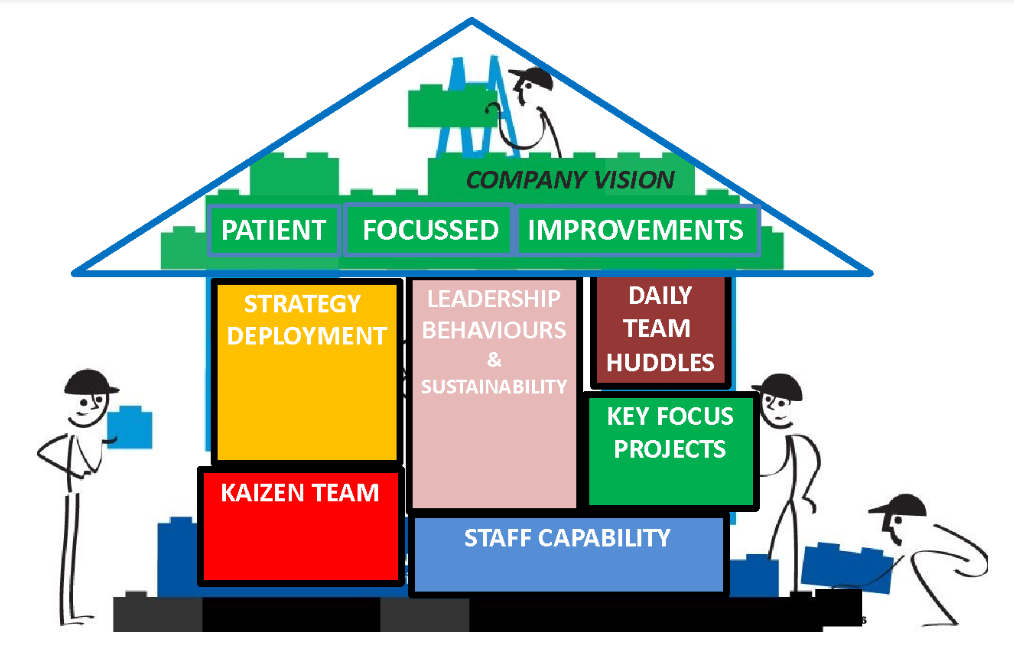 COMPANY VISION
PATIENT FOCUSSED IMPROVEMENTS
STRATEGY
DEPLOYMENT
LEADERSHIP
BEHAVIOURS
&
SUSTAINABILITY
DAILY
TEAM
HUDDLES
KEY FOCUS
PROJECTS
KAIZEN TEAM
STAFF CAPABILITY